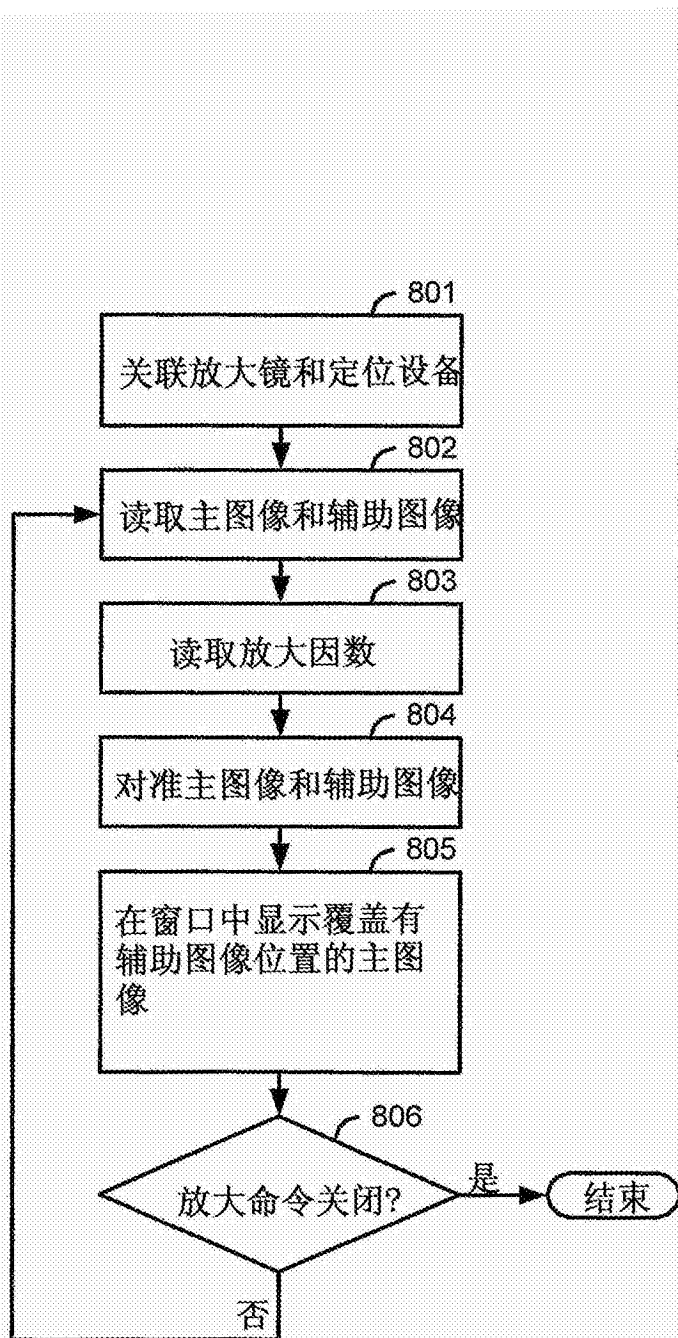 801
关联放大镜和定位设备
802
读取主图像和辅助图像
803
读取放大因数
804
对准主图像和辅助图像
805
在窗口中显示覆盖有
辅助图像位置的主图
像
806
放大命令关闭?
是
结束
否